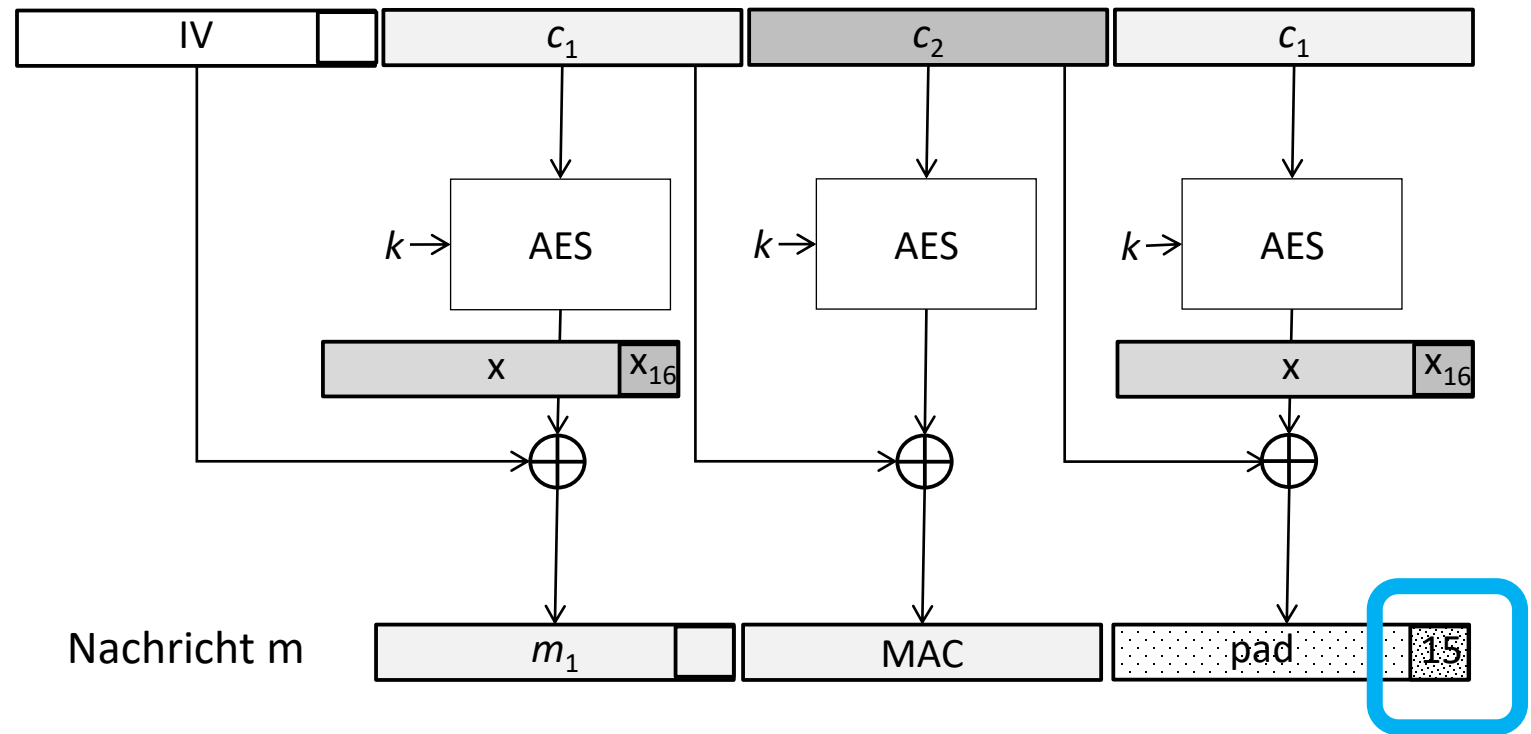 IV c₁ c₂ c₁
k AES k AES k AES
x x₁₆ x x₁₆
Nachricht m m₁ MAC pad 15